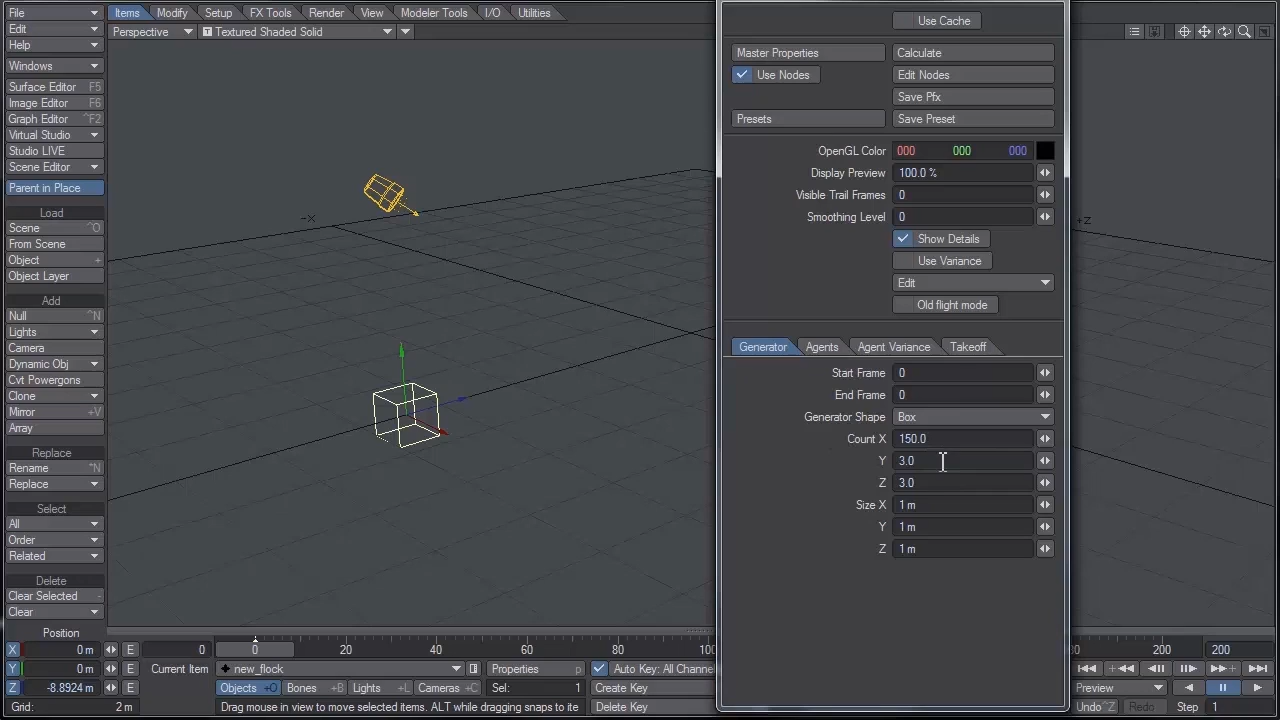 File Items Modify Setup FX Tools Render View Modeler Tools I/O Utilities
Edit Perspective Textured Shaded Solid
Help
Windows
Surface Editor F5
Image Editor F6
Graph Editor ^F2
Virtual Studio
Studio LIVE
Scene Editor
Parent in Place
Load
Scene ^O
From Scene
Object +
Object Layer
Add
Null ^N
Lights
Camera
Dynamic Obj
Cvt Powergons
Clone
Mirror +V
Array
Replace
Rename ^N
Replace
Select
All
Order
Related
Delete
Clear Selected -
Clear
-X
+Z
Use Cache
Master Properties Calculate
Use Nodes Edit Nodes
Save Pfx
Presets Save Preset
OpenGL Color 000 000 000
Display Preview 100.0 %
Visible Trail Frames 0
Smoothing Level 0
Show Details
Use Variance
Edit
Old flight mode
Generator Agents Agent Variance Takeoff
Start Frame 0
End Frame 0
Generator Shape Box
Count X 150.0
Y 3.0
Z 3.0
Size X 1 m
Y 1 m
Z 1 m
Position 0 20 40 60 80 200
X 0 m E 0 0 200
Y 0 m E Current Item new_flock Properties p Auto Key: All Channel
Z -8.8924 m E Objects +O Bones +B Lights +L Cameras +C Sel: 1 Create Key Preview
Grid: 2 m Drag mouse in view to move selected items. ALT while dragging snaps to ite Delete Key Undo^Z Redo Step 1